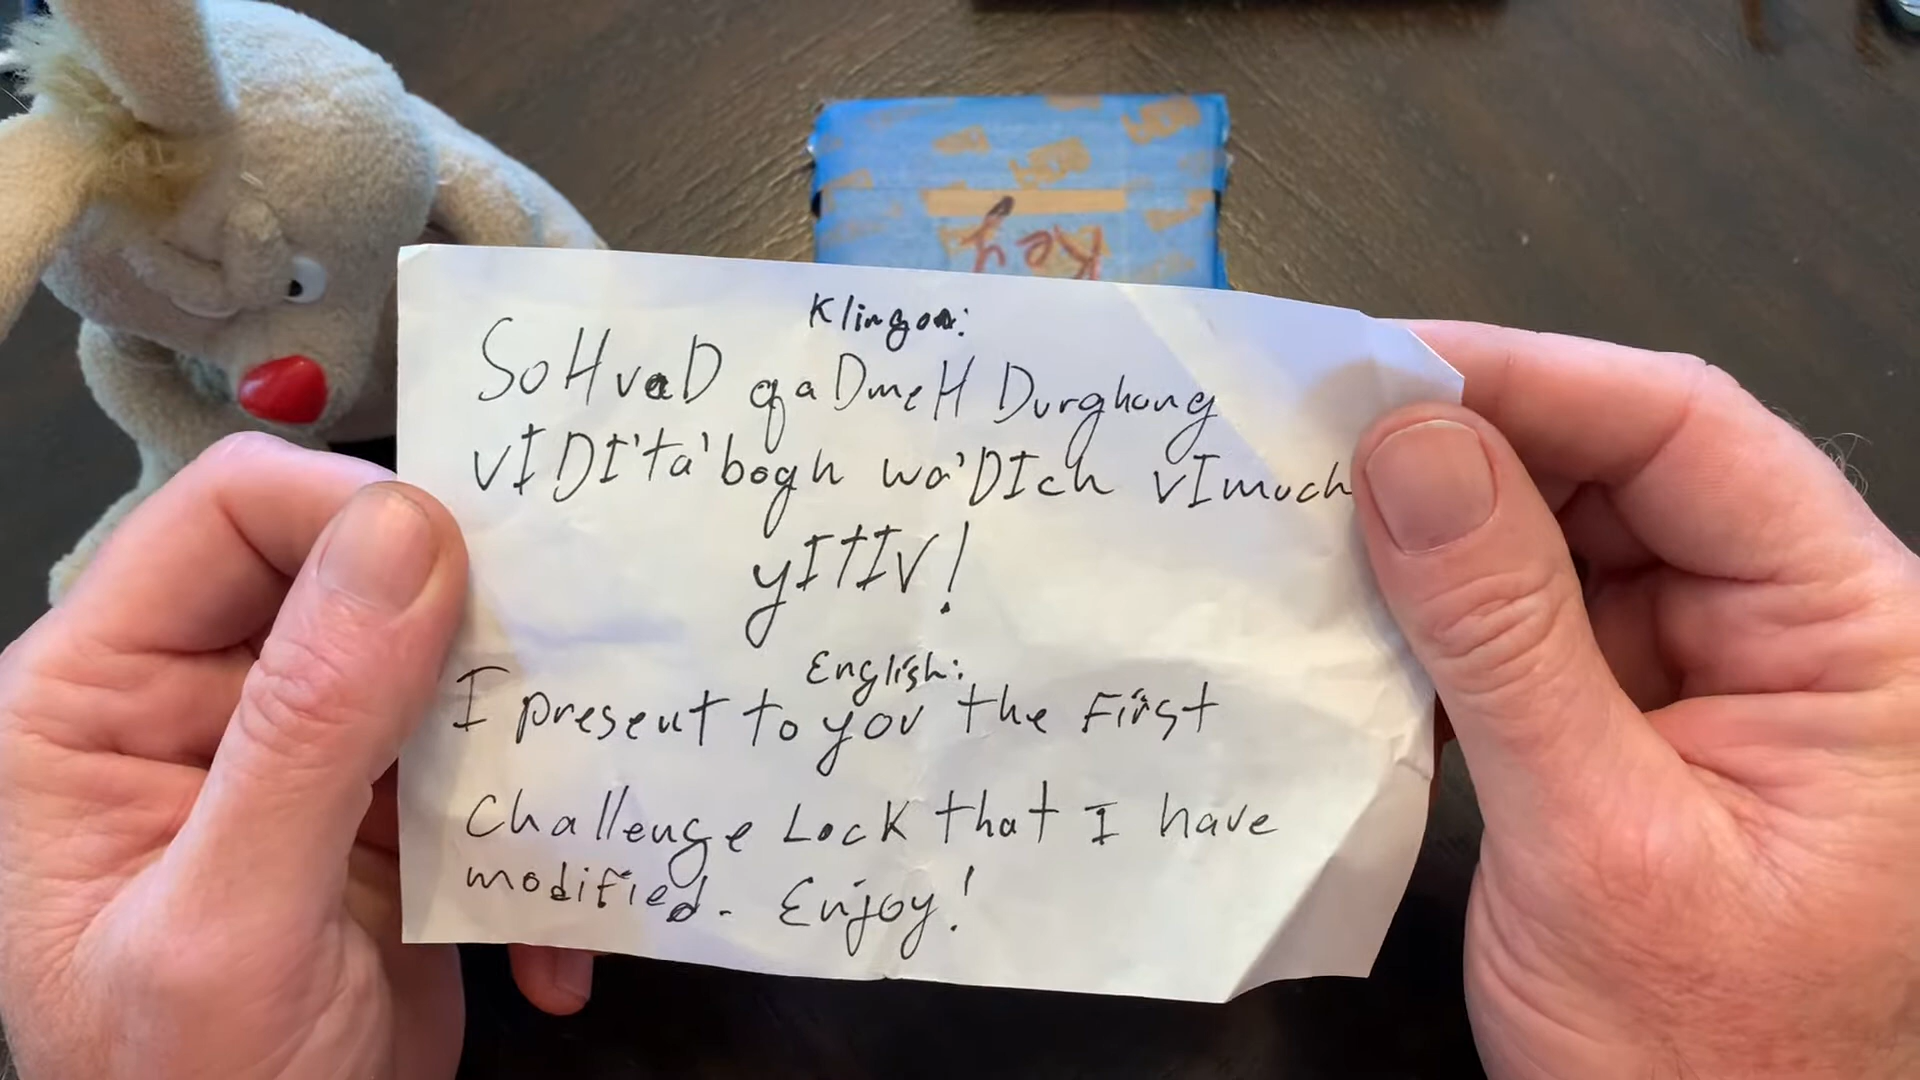 Key
Klingon:
SoHvaD qaDmeH Durghang
vIDI'ta'bogh wa'DIch vImuch
yItIv!
English:
I present to you the First
Challenge Lock that I have
modified. Enjoy!